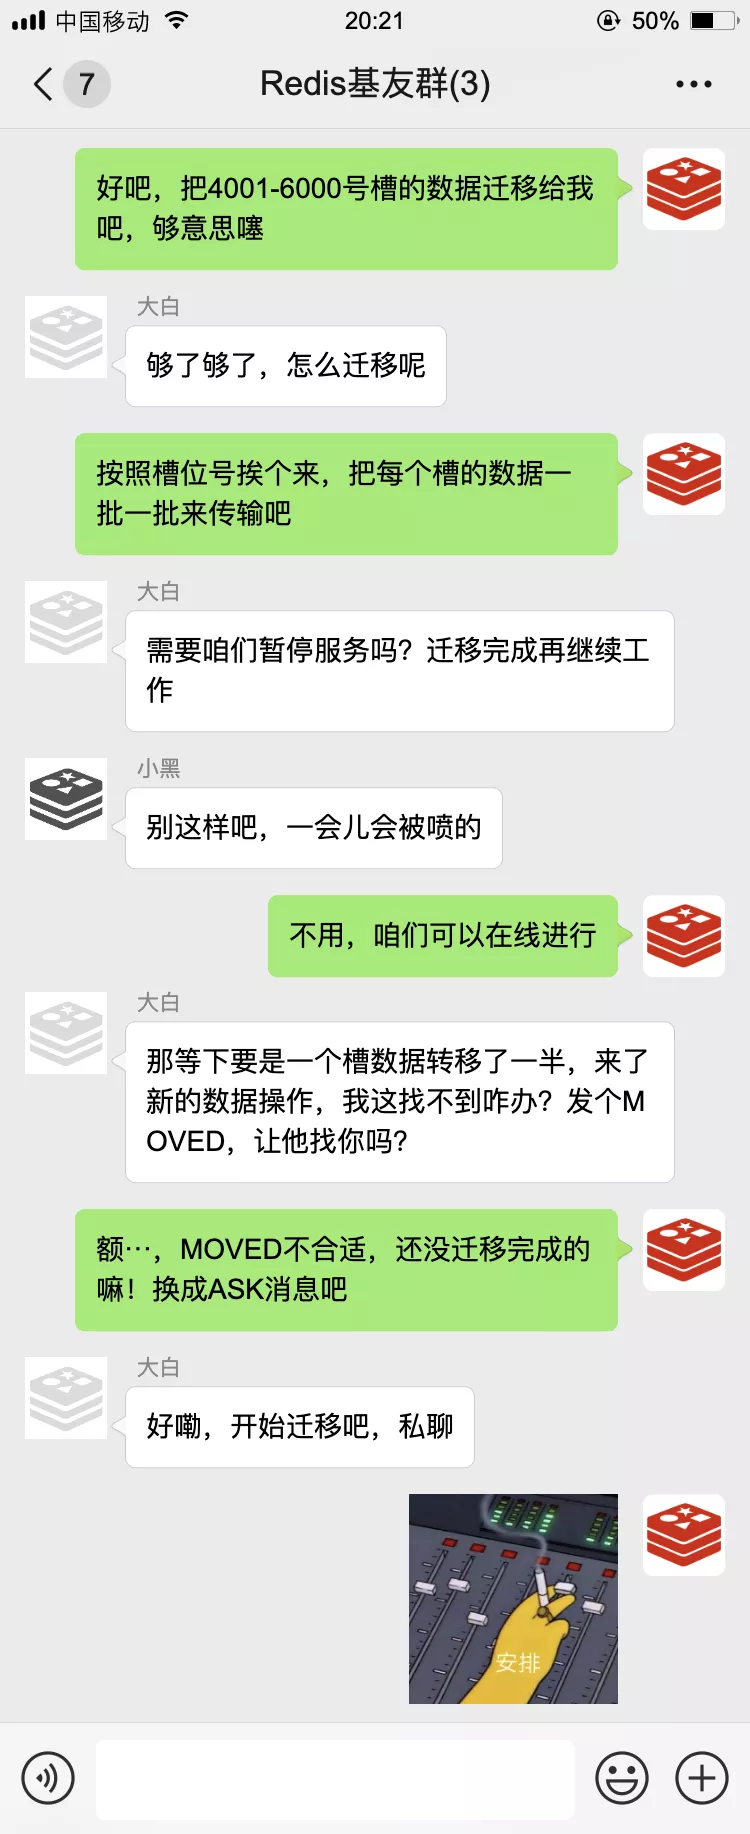 中国移动
20:21
50%
7
Redis基友群(3)
好吧，把4001-6000号槽的数据迁移给我
吧，够意思噻
大白
够了够了，怎么迁移呢
按照槽位号挨个来，把每个槽的数据一
批一批来传输吧
大白
需要咱们暂停服务吗？迁移完成再继续工
作
小黑
别这样吧，一会儿会被喷的
不用，咱们可以在线进行
大白
那等下要是一个槽数据转移了一半，来了
新的数据操作，我这找不到咋办？发个M
OVED，让他找你吗？
额…，MOVED不合适，还没迁移完成的
嘛！换成ASK消息吧
大白
好嘞，开始迁移吧，私聊
安排